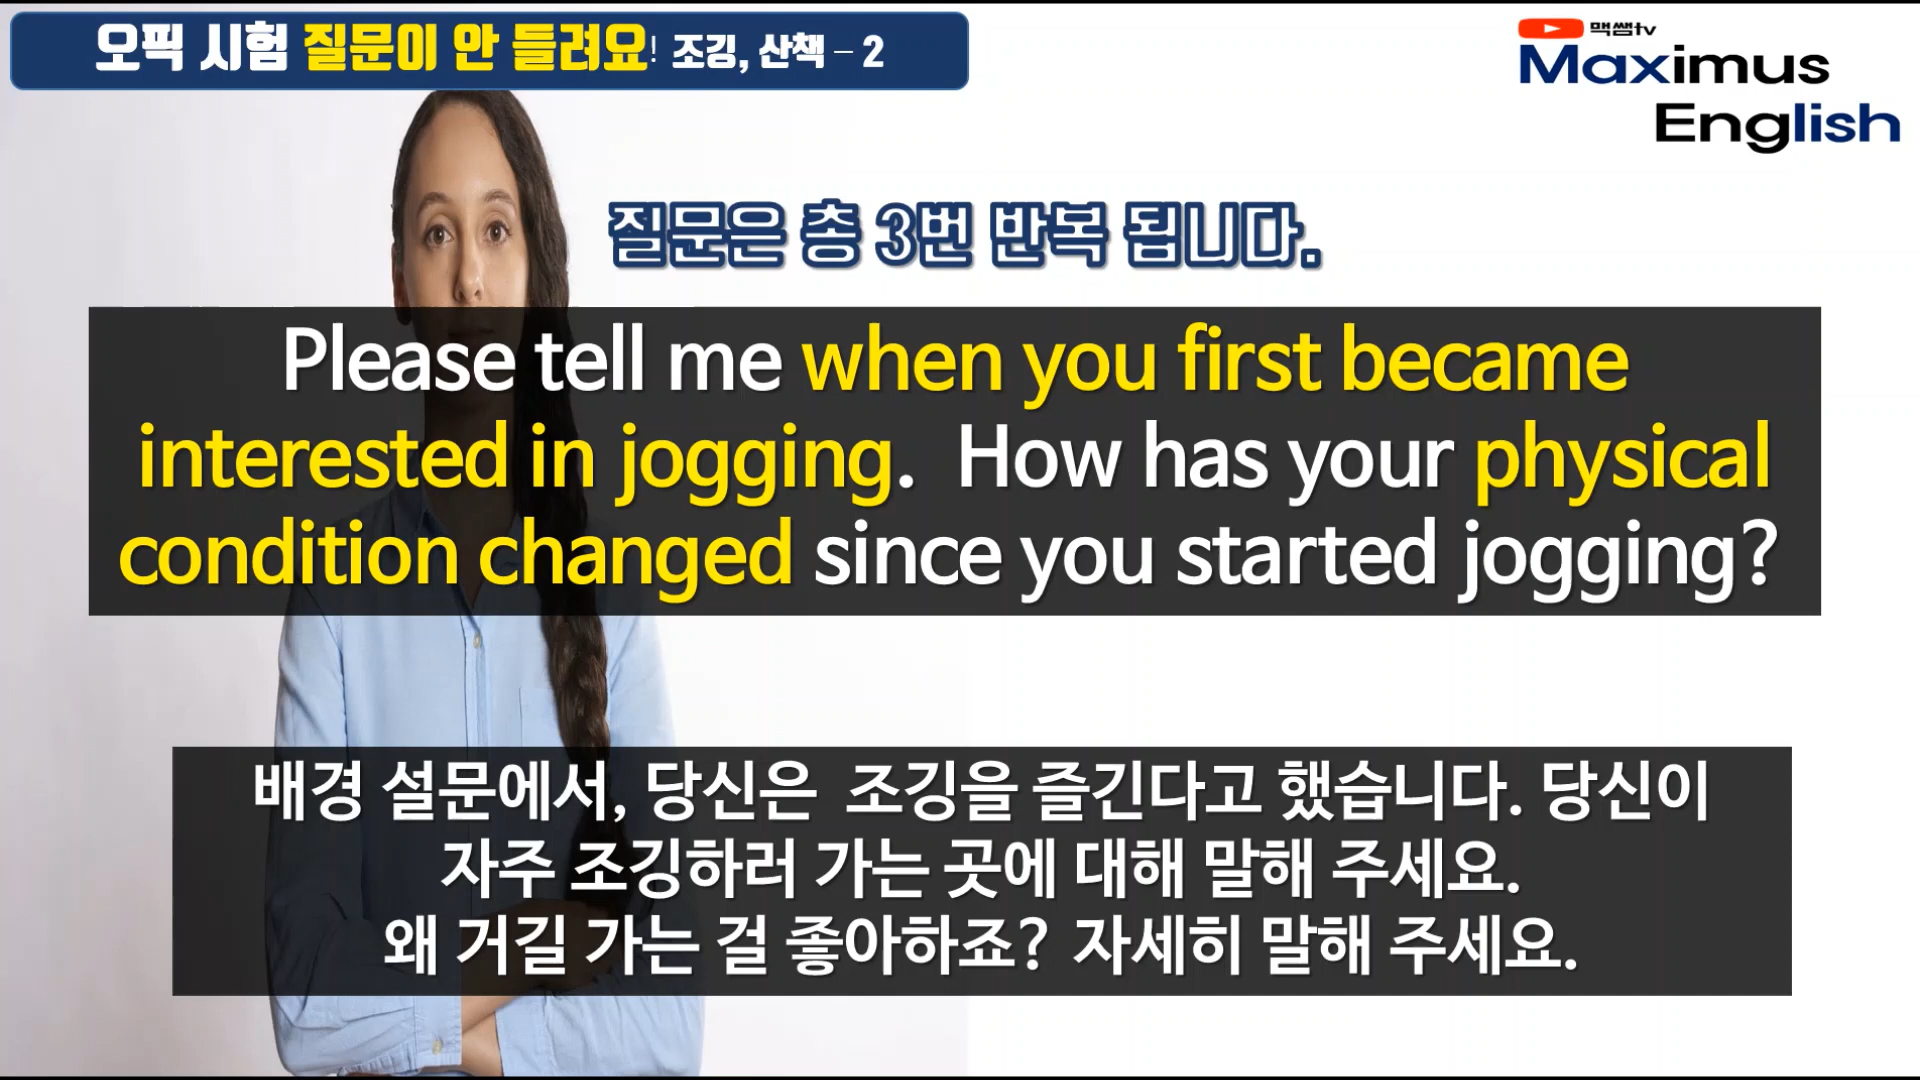 오픽 시험 질문이 안 들려요! 조깅, 산책 – 2
맥쌤tv
Maximus
English
질문은 총 3번 반복 됩니다.
Please tell me when you first became
interested in jogging. How has your physical
condition changed since you started jogging?
배경 설문에서, 당신은 조깅을 즐긴다고 했습니다. 당신이
자주 조깅하러 가는 곳에 대해 말해 주세요.
왜 거길 가는 걸 좋아하죠? 자세히 말해 주세요.